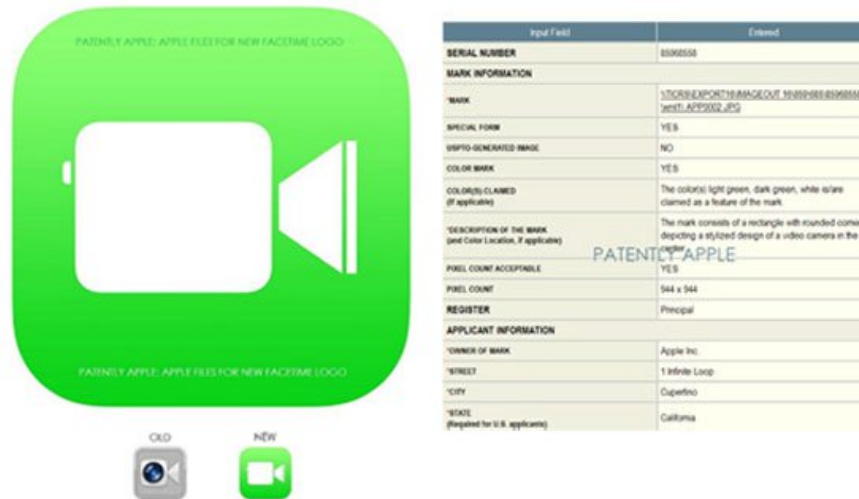 PATENTLY APPLE: APPLE FILES FOR NEW FACETIME LOGO
PATENTLY APPLE: APPLE FILES FOR NEW FACETIME LOGO
OLD NEW
Input Field Entered
SERIAL NUMBER 85968558
MARK INFORMATION
*MARK
SPECIAL FORM YES
USPTO-GENERATED IMAGE NO
COLOR MARK YES
COLOR(S) CLAIMED
(If applicable)
The color(s) light green, dark green, white is/are
claimed as a feature of the mark.
*DESCRIPTION OF THE MARK
(and Color Location, if applicable)
The mark consists of a rectangle with rounded
depicting a stylized design of a video camera in the
center
PATENTLY APPLE
PIXEL COUNT ACCEPTABLE YES
PIXEL COUNT 944 x 944
REGISTER Principal
APPLICANT INFORMATION
*OWNER OF MARK Apple Inc.
*STREET 1 Infinite Loop
*CITY Cupertino
*STATE
(Required for U.S. applicants)
California